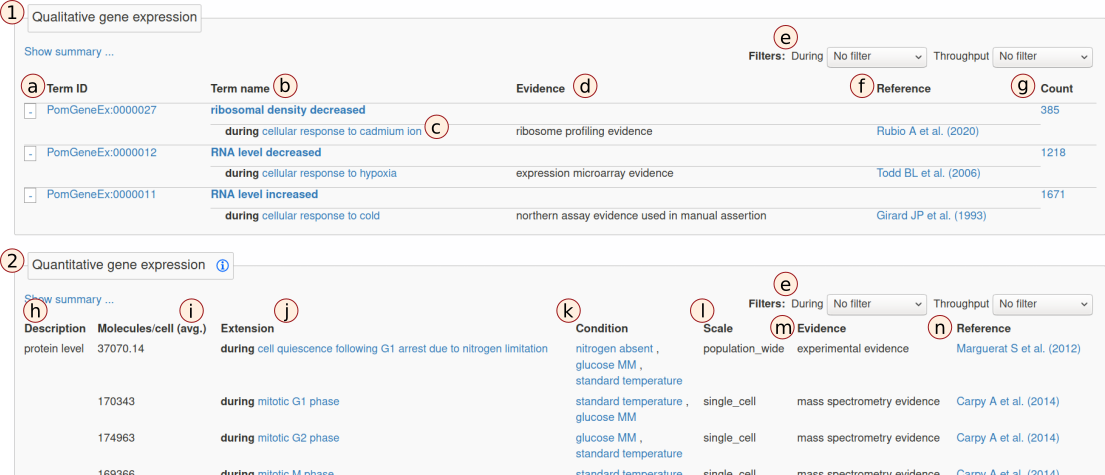 1 Qualitative gene expression
Show summary ...
e
Filters: During No filter Throughput No filter
a Term ID Term name b Evidence d f Reference g Count
- PomGeneEx:0000027 ribosomal density decreased 385
during cellular response to cadmium ion c ribosome profiling evidence Rubio A et al. (2020)
- PomGeneEx:0000012 RNA level decreased 1218
during cellular response to hypoxia expression microarray evidence Todd BL et al. (2006)
- PomGeneEx:0000011 RNA level increased 1671
during cellular response to cold northern assay evidence used in manual assertion Girard JP et al. (1993)
2 Quantitative gene expression i
Show summary ...
e
Filters: During No filter Throughput No filter
h i j k l m n
Description Molecules/cell (avg.) Extension Condition Scale Evidence Reference
protein level 37070.14 during cell quiescence following G1 arrest due to nitrogen limitation nitrogen absent , population_wide experimental evidence Marguerat S et al. (2012)
glucose MM ,
standard temperature
170343 during mitotic G1 phase standard temperature , single_cell mass spectrometry evidence Carpy A et al. (2014)
glucose MM
174963 during mitotic G2 phase glucose MM , single_cell mass spectrometry evidence Carpy A et al. (2014)
standard temperature
169366 during mitotic M phase standard temperature , single_cell mass spectrometry evidence Carpy A et al. (2014)